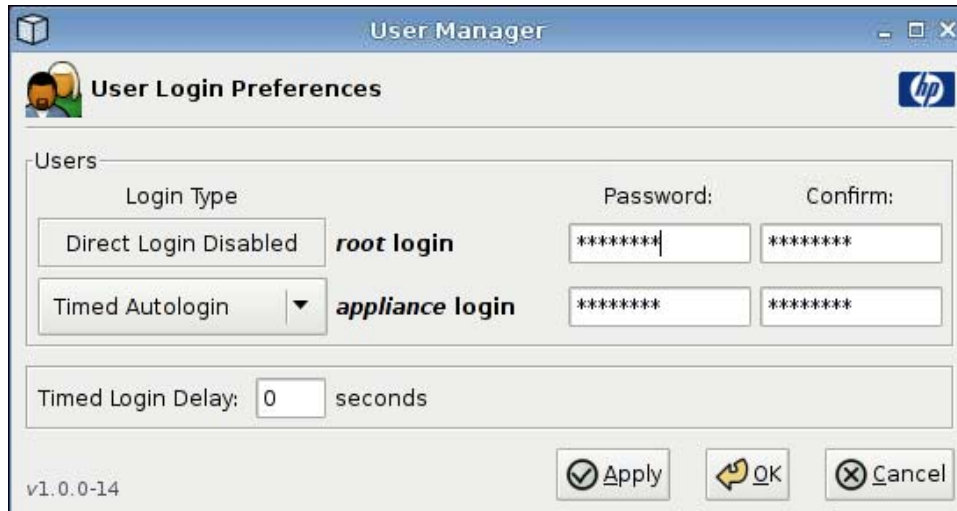 User Manager
User Login Preferences
hp
Users
Login Type Password: Confirm:
Direct Login Disabled root login ******** ********
Timed Autologin appliance login ******** ********
Timed Login Delay: 0 seconds
v1.0.0-14 Apply OK Cancel